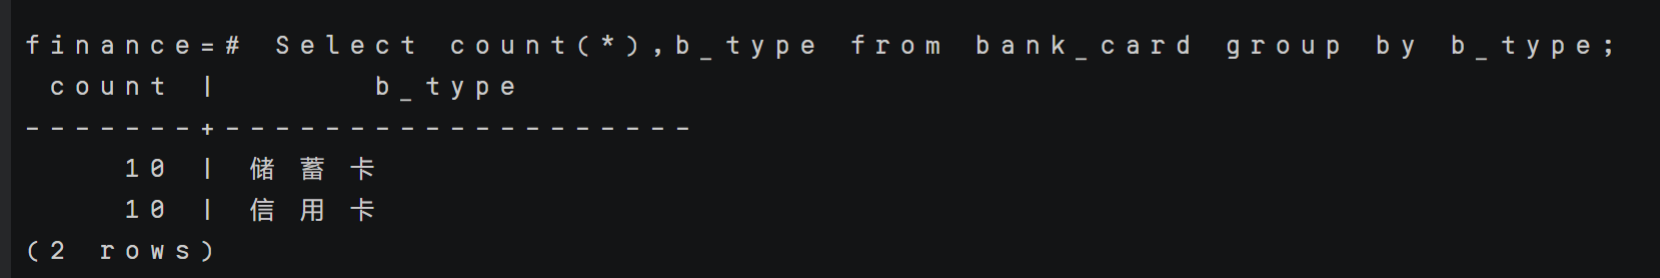 finance=# Select count(*),b_type from bank_card group by b_type;
 count |       b_type
-------+-------------------
    10 | 储蓄卡
    10 | 信用卡
(2 rows)